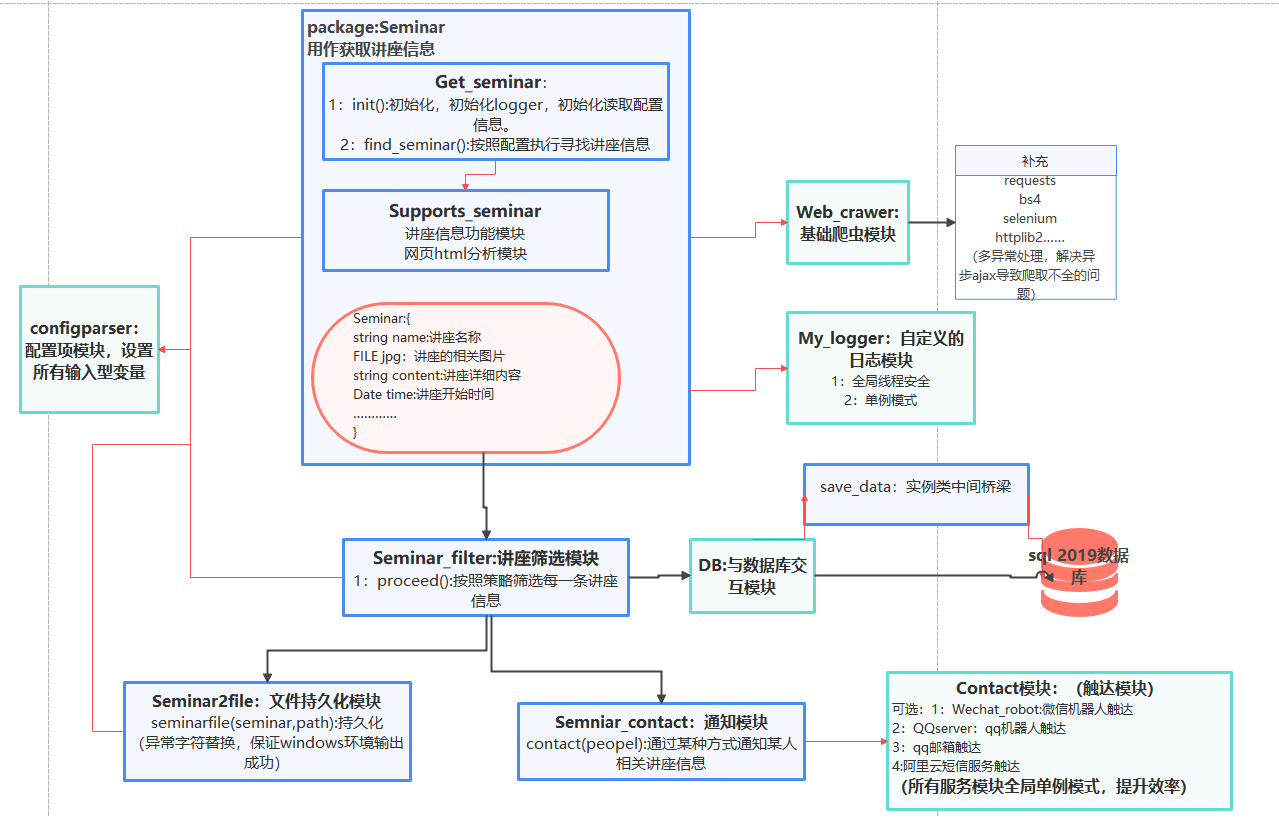 package:Seminar
用作获取讲座信息
Get_seminar：
1：init():初始化，初始化logger，初始化读取配置
信息。
2：find_seminar():按照配置执行寻找讲座信息
Supports_seminar
讲座信息功能模块
网页html分析模块
Seminar:{
string name:讲座名称
FILE jpg：讲座的相关图片
string content:讲座详细内容
Date time:讲座开始时间
............
}
configparser：
配置项模块，设置
所有输入型变量
Web_crawer:
基础爬虫模块
补充
requests
bs4
selenium
httplib2......
（多异常处理，解决异
步ajax导致爬取不全的问
题）
My_logger：自定义的
日志模块
1：全局线程安全
2：单例模式
save_data：实例类中间桥梁
Seminar_filter:讲座筛选模块
1：proceed():按照策略筛选每一条讲座
信息
DB:与数据库交
互模块
sql 2019数据
库
Seminar2file：文件持久化模块
seminarfile(seminar,path):持久化
（异常字符替换，保证windows环境输出
成功）
Semniar_contact：通知模块
contact(peopel):通过某种方式通知某人
相关讲座信息
Contact模块：（触达模块）
可选：1：Wechat_robot:微信机器人触达
2：QQserver：qq机器人触达
3：qq邮箱触达
4:阿里云短信服务触达
（所有服务模块全局单例模式，提升效率）